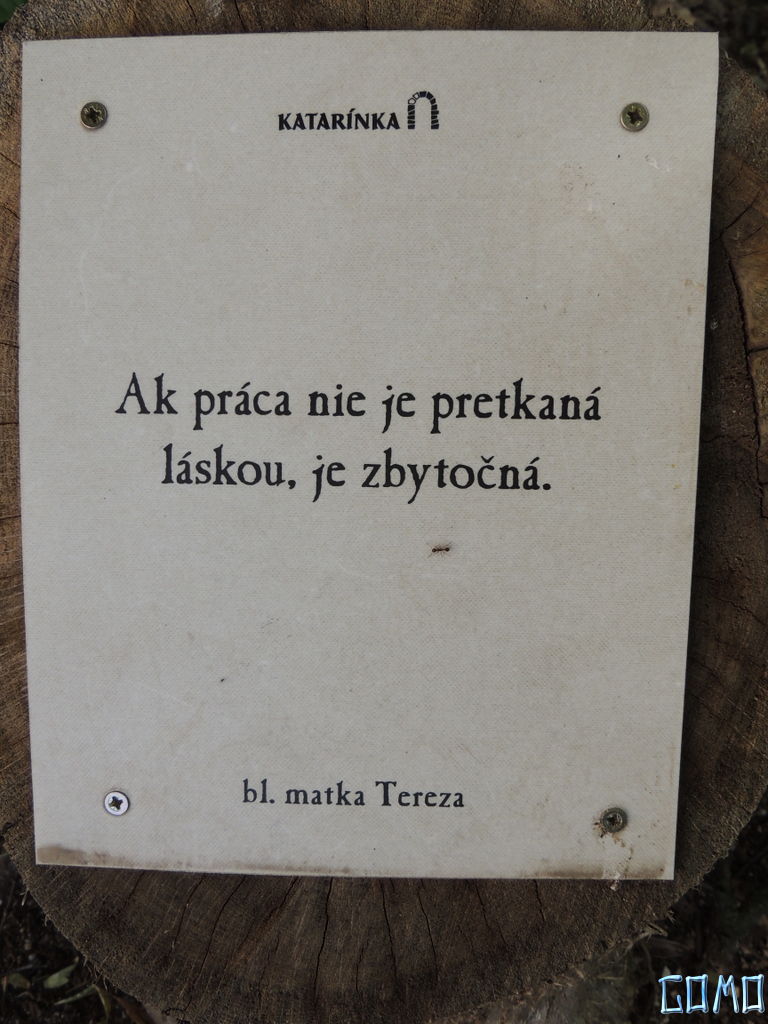 KATARÍNKA
Ak práca nie je pretkaná
láskou, je zbytočná.
bl. matka Tereza
GOMO